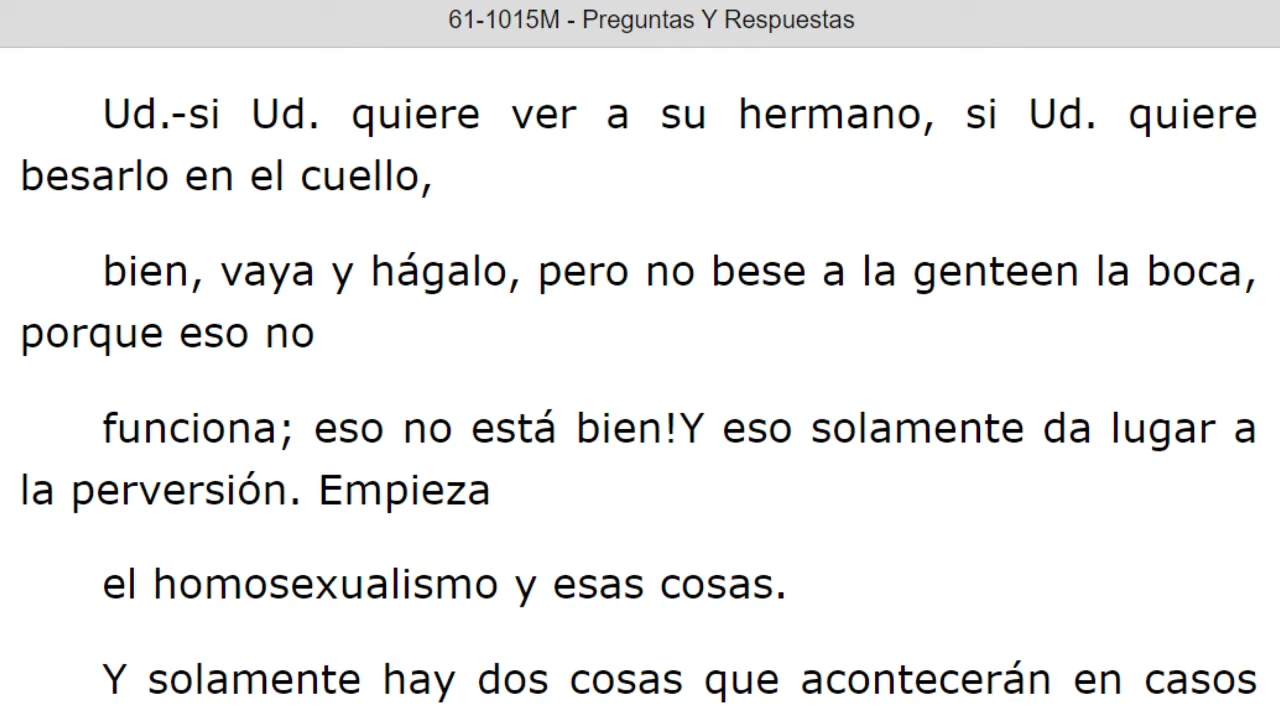 61-1015M - Preguntas Y Respuestas
Ud.-si Ud. quiere ver a su hermano, si Ud. quiere
besarlo en el cuello,
bien, vaya y hágalo, pero no bese a la genteen la boca,
porque eso no
funciona; eso no está bien!Y eso solamente da lugar a
la perversión. Empieza
el homosexualismo y esas cosas.
Y solamente hay dos cosas que acontecerán en casos